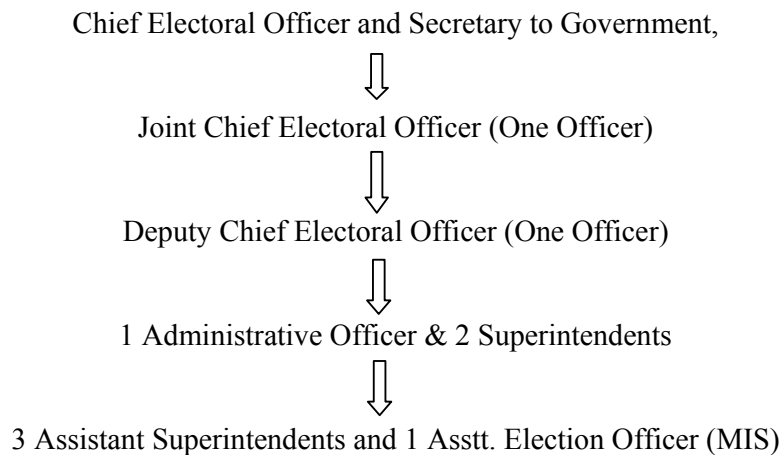 Chief Electoral Officer and Secretary to Government,
Joint Chief Electoral Officer (One Officer)
Deputy Chief Electoral Officer (One Officer)
1 Administrative Officer & 2 Superintendents
3 Assistant Superintendents and 1 Asstt. Election Officer (MIS)